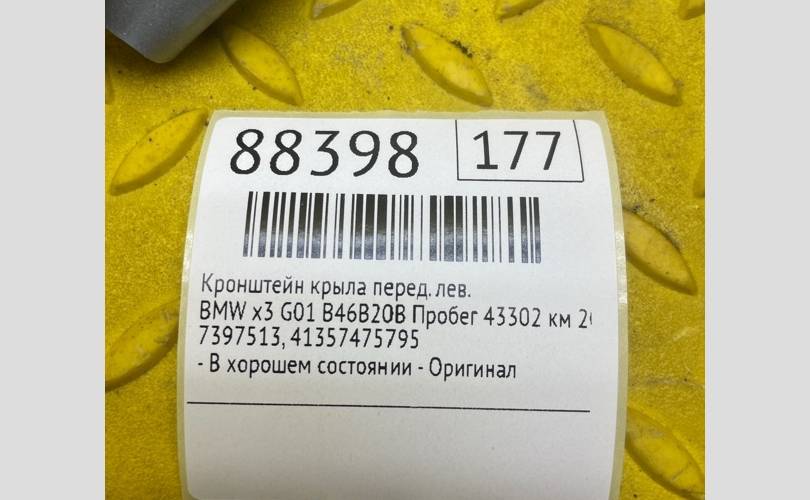 88398 177
Кронштейн крыла перед. лев.
BMW x3 G01 B46B20B Пробег 43302 км
7397513, 41357475795
- В хорошем состоянии - Оригинал